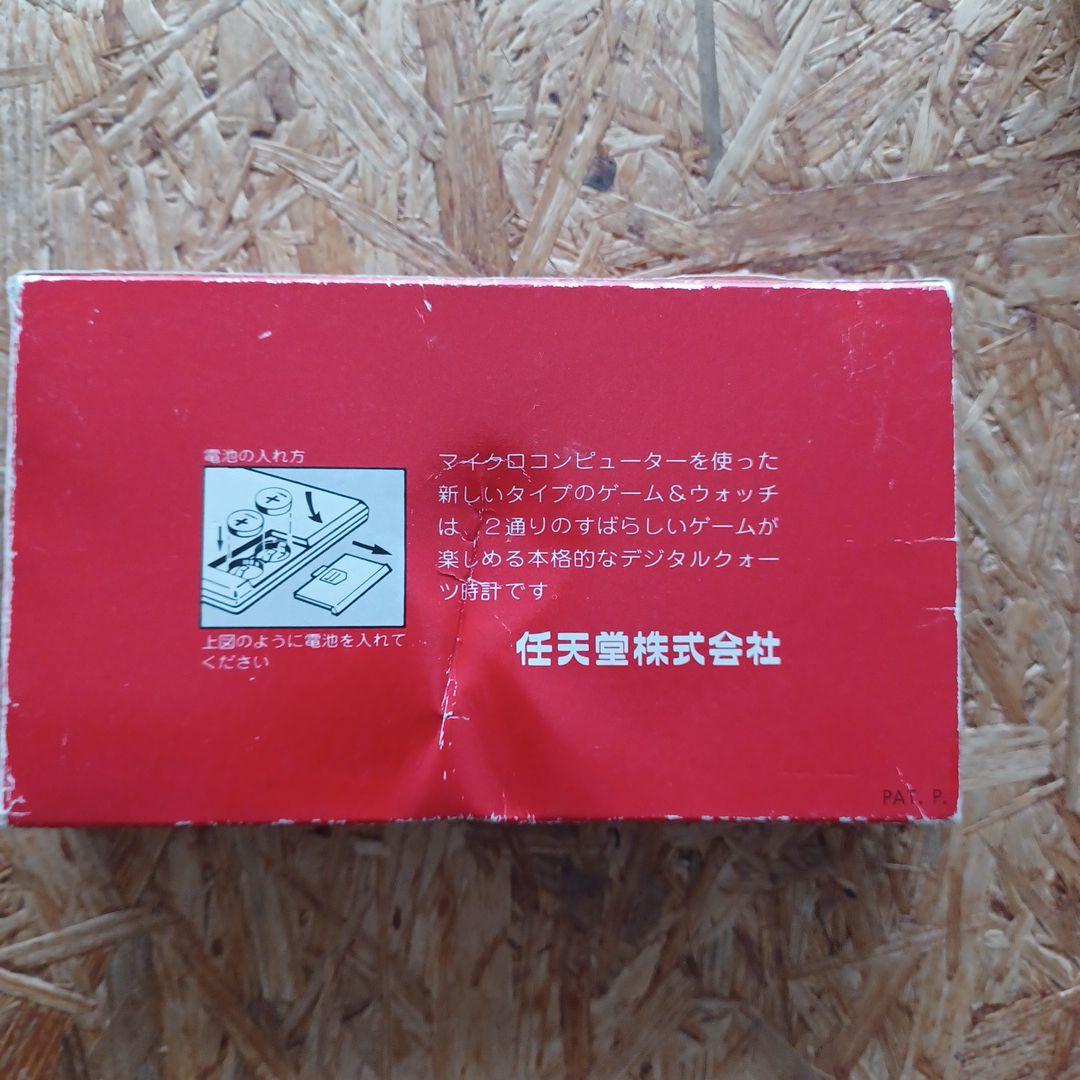 電池の入れ方
上図のように電池を入れて
ください
マイクロコンピューターを使った
新しいタイプのゲーム&ウォッチ
は、2通りのすばらしいゲームが
楽しめる本格的なデジタルクォー
ツ時計です。
任天堂株式会社
PAT. P.